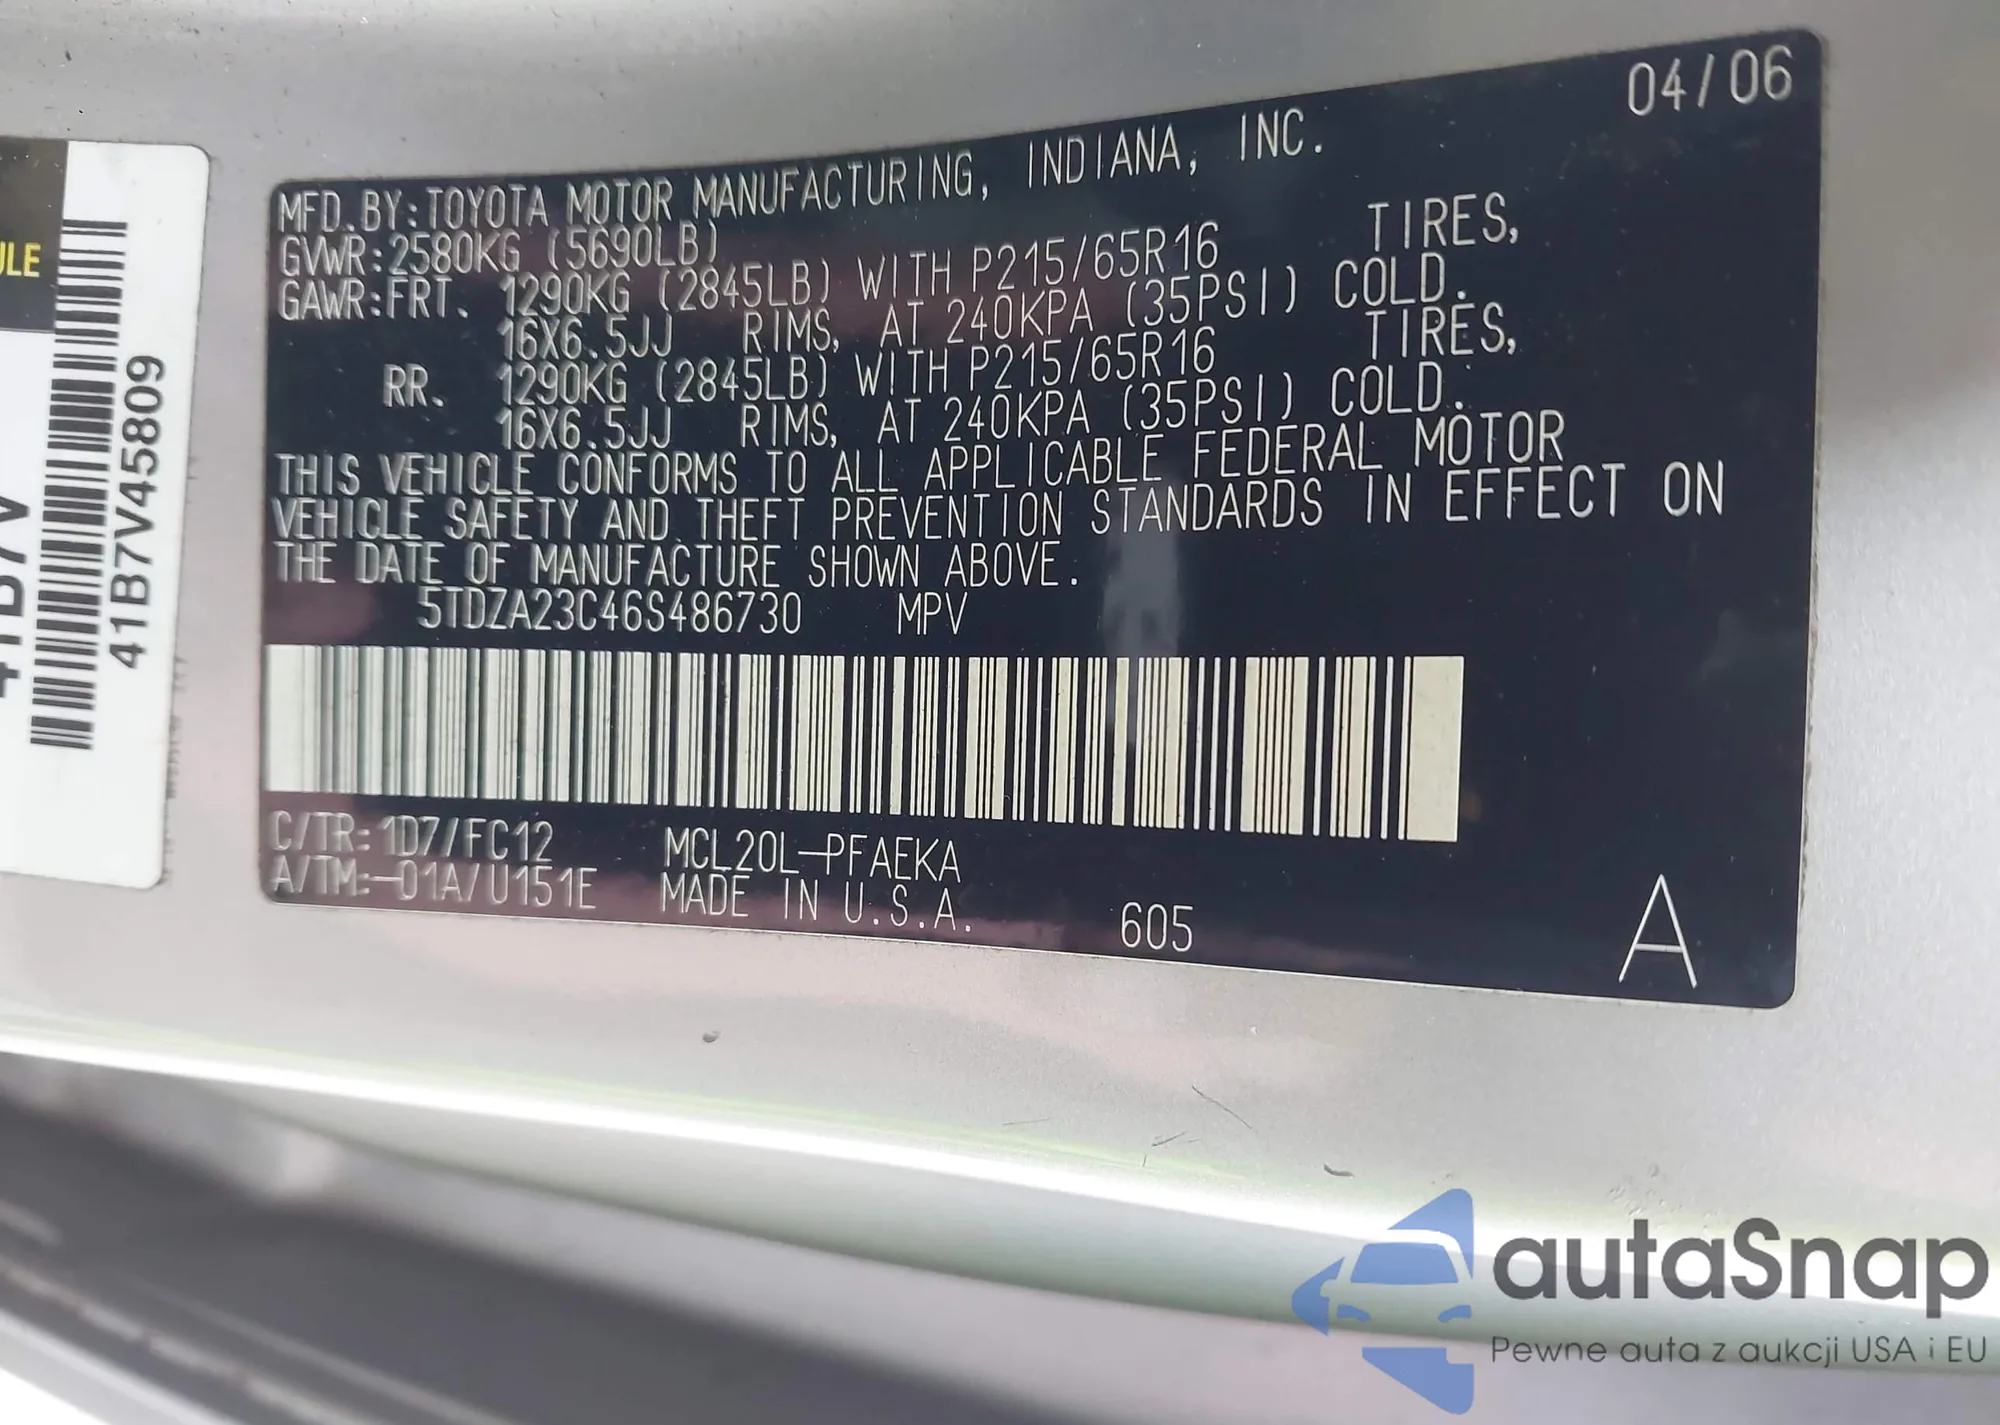 04/06
MFD. BY: TOYOTA MOTOR MANUFACTURING, INDIANA, INC.
GVWR: 2580KG (5690LB)
GAWR: FRT. 1290KG (2845LB) WITH P215/65R16 TIRES,
16X6.5JJ RIMS, AT 240KPA (35PSI) COLD.
RR. 1290KG (2845LB) WITH P215/65R16 TIRES,
16X6.5JJ RIMS, AT 240KPA (35PSI) COLD.
THIS VEHICLE CONFORMS TO ALL APPLICABLE FEDERAL MOTOR
VEHICLE SAFETY AND THEFT PREVENTION STANDARDS IN EFFECT ON
THE DATE OF MANUFACTURE SHOWN ABOVE.
5TDZA23C46S486730 MPV
C/TR: 1D7/FC12 MCL20L-PFAEKA
A/TM: -01A/U151E MADE IN U.S.A.
605
A
ULE
41B7V45809
41B7V
autaSnap
Pewne auta z aukcji USA i EU